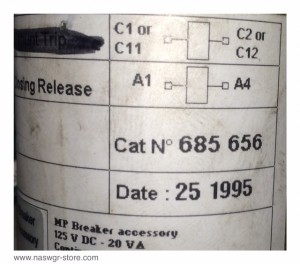 Trip
C1 or C2 or
C11 C12
Closing Release A1 A4
Cat N° 685 656
Date : 25 1995
MP Breaker accessory
125 V DC - 20 VA
www.naswgr-store.com